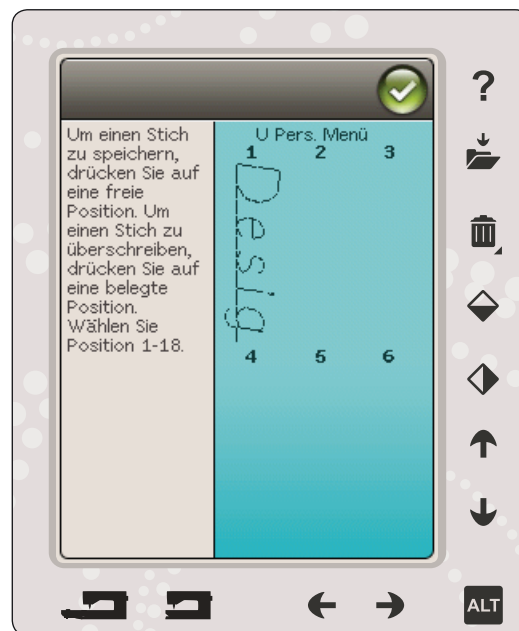 ?
Um einen Stich
zu speichern,
drücken Sie auf
eine freie
Position. Um
einen Stich zu
überschreiben,
drücken Sie auf
eine belegte
Position.
Wählen Sie
Position 1-18.
U Pers. Menü
1 2 3
Desig
4 5 6
ALT